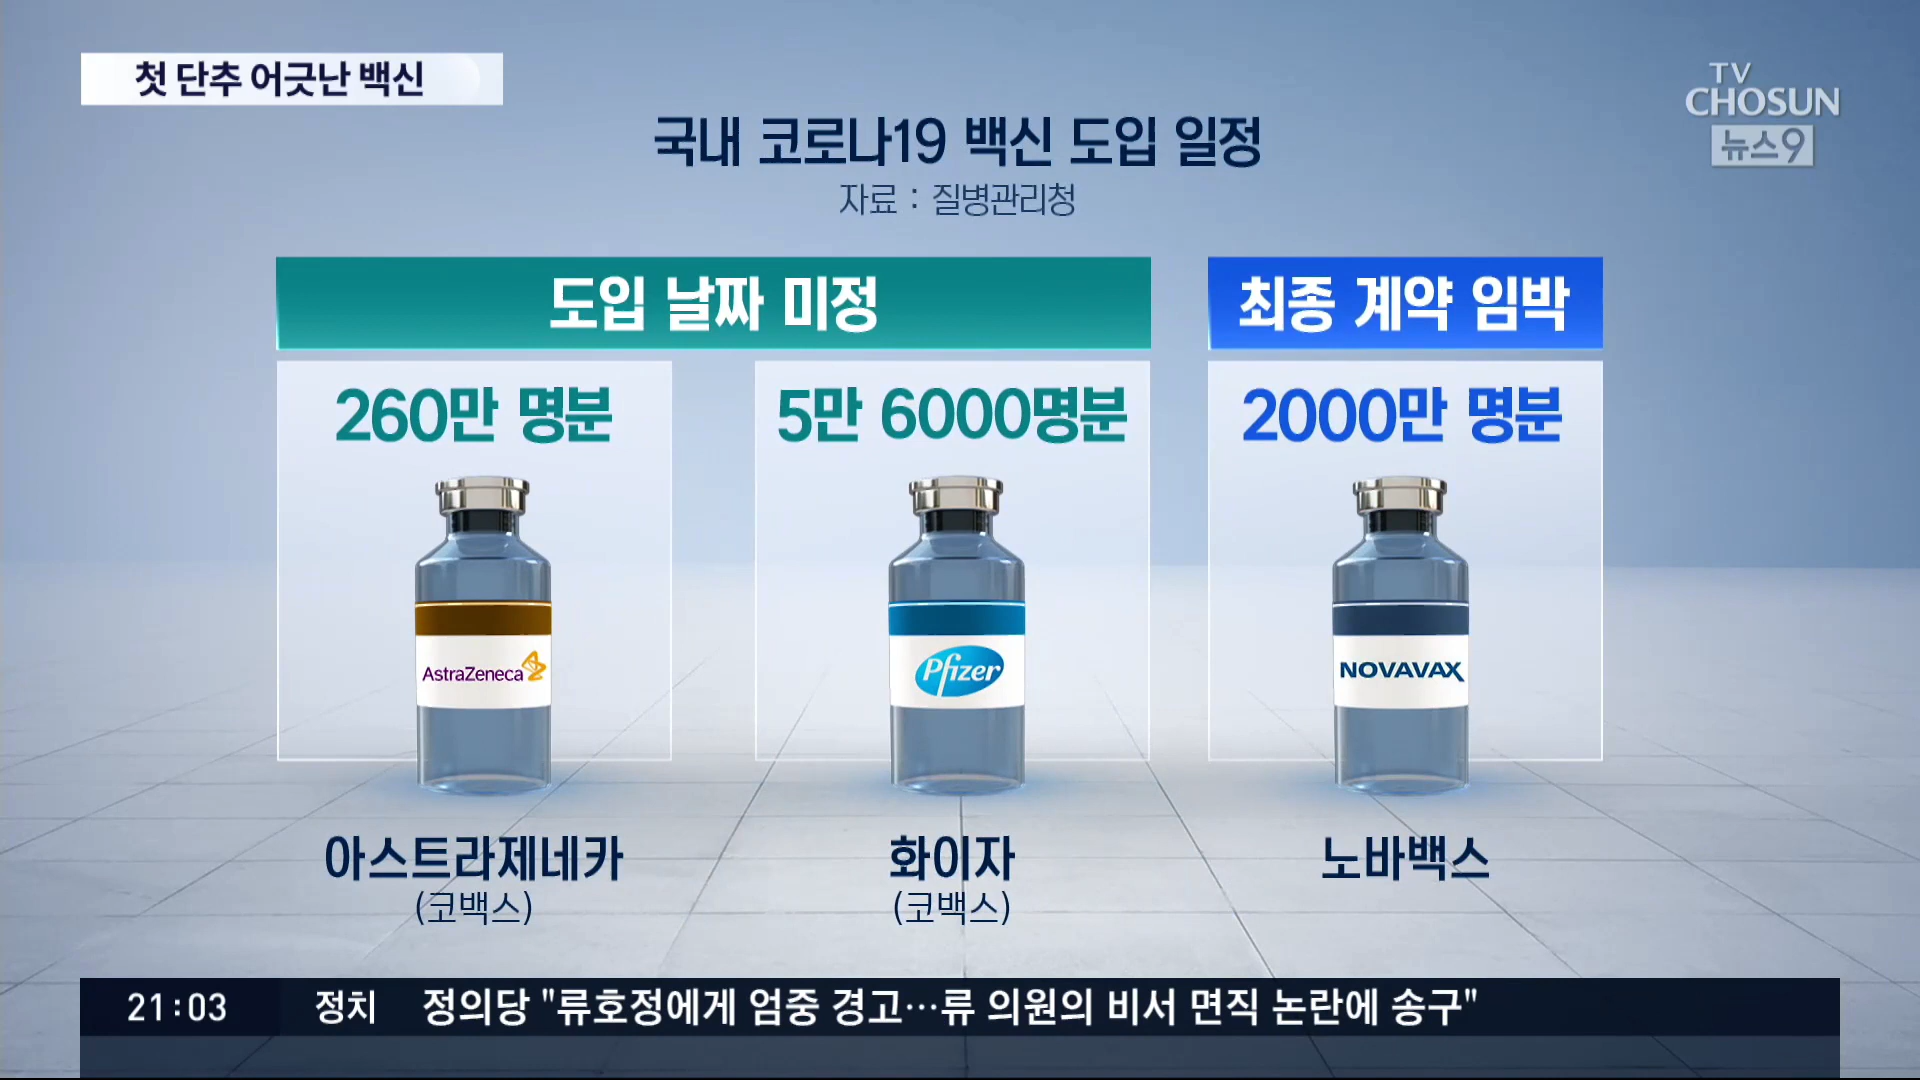 첫 단추 어긋난 백신
TV
CHOSUN
뉴스9
국내 코로나19 백신 도입 일정
자료 : 질병관리청
도입 날짜 미정
최종 계약 임박
260만 명분
5만 6000명분
2000만 명분
AstraZeneca
Pfizer
NOVAVAX
아스트라제네카
(코백스)
화이자
(코백스)
노바백스
21:03 정치 정의당 "류호정에게 엄중 경고…류 의원의 비서 면직 논란에 송구"